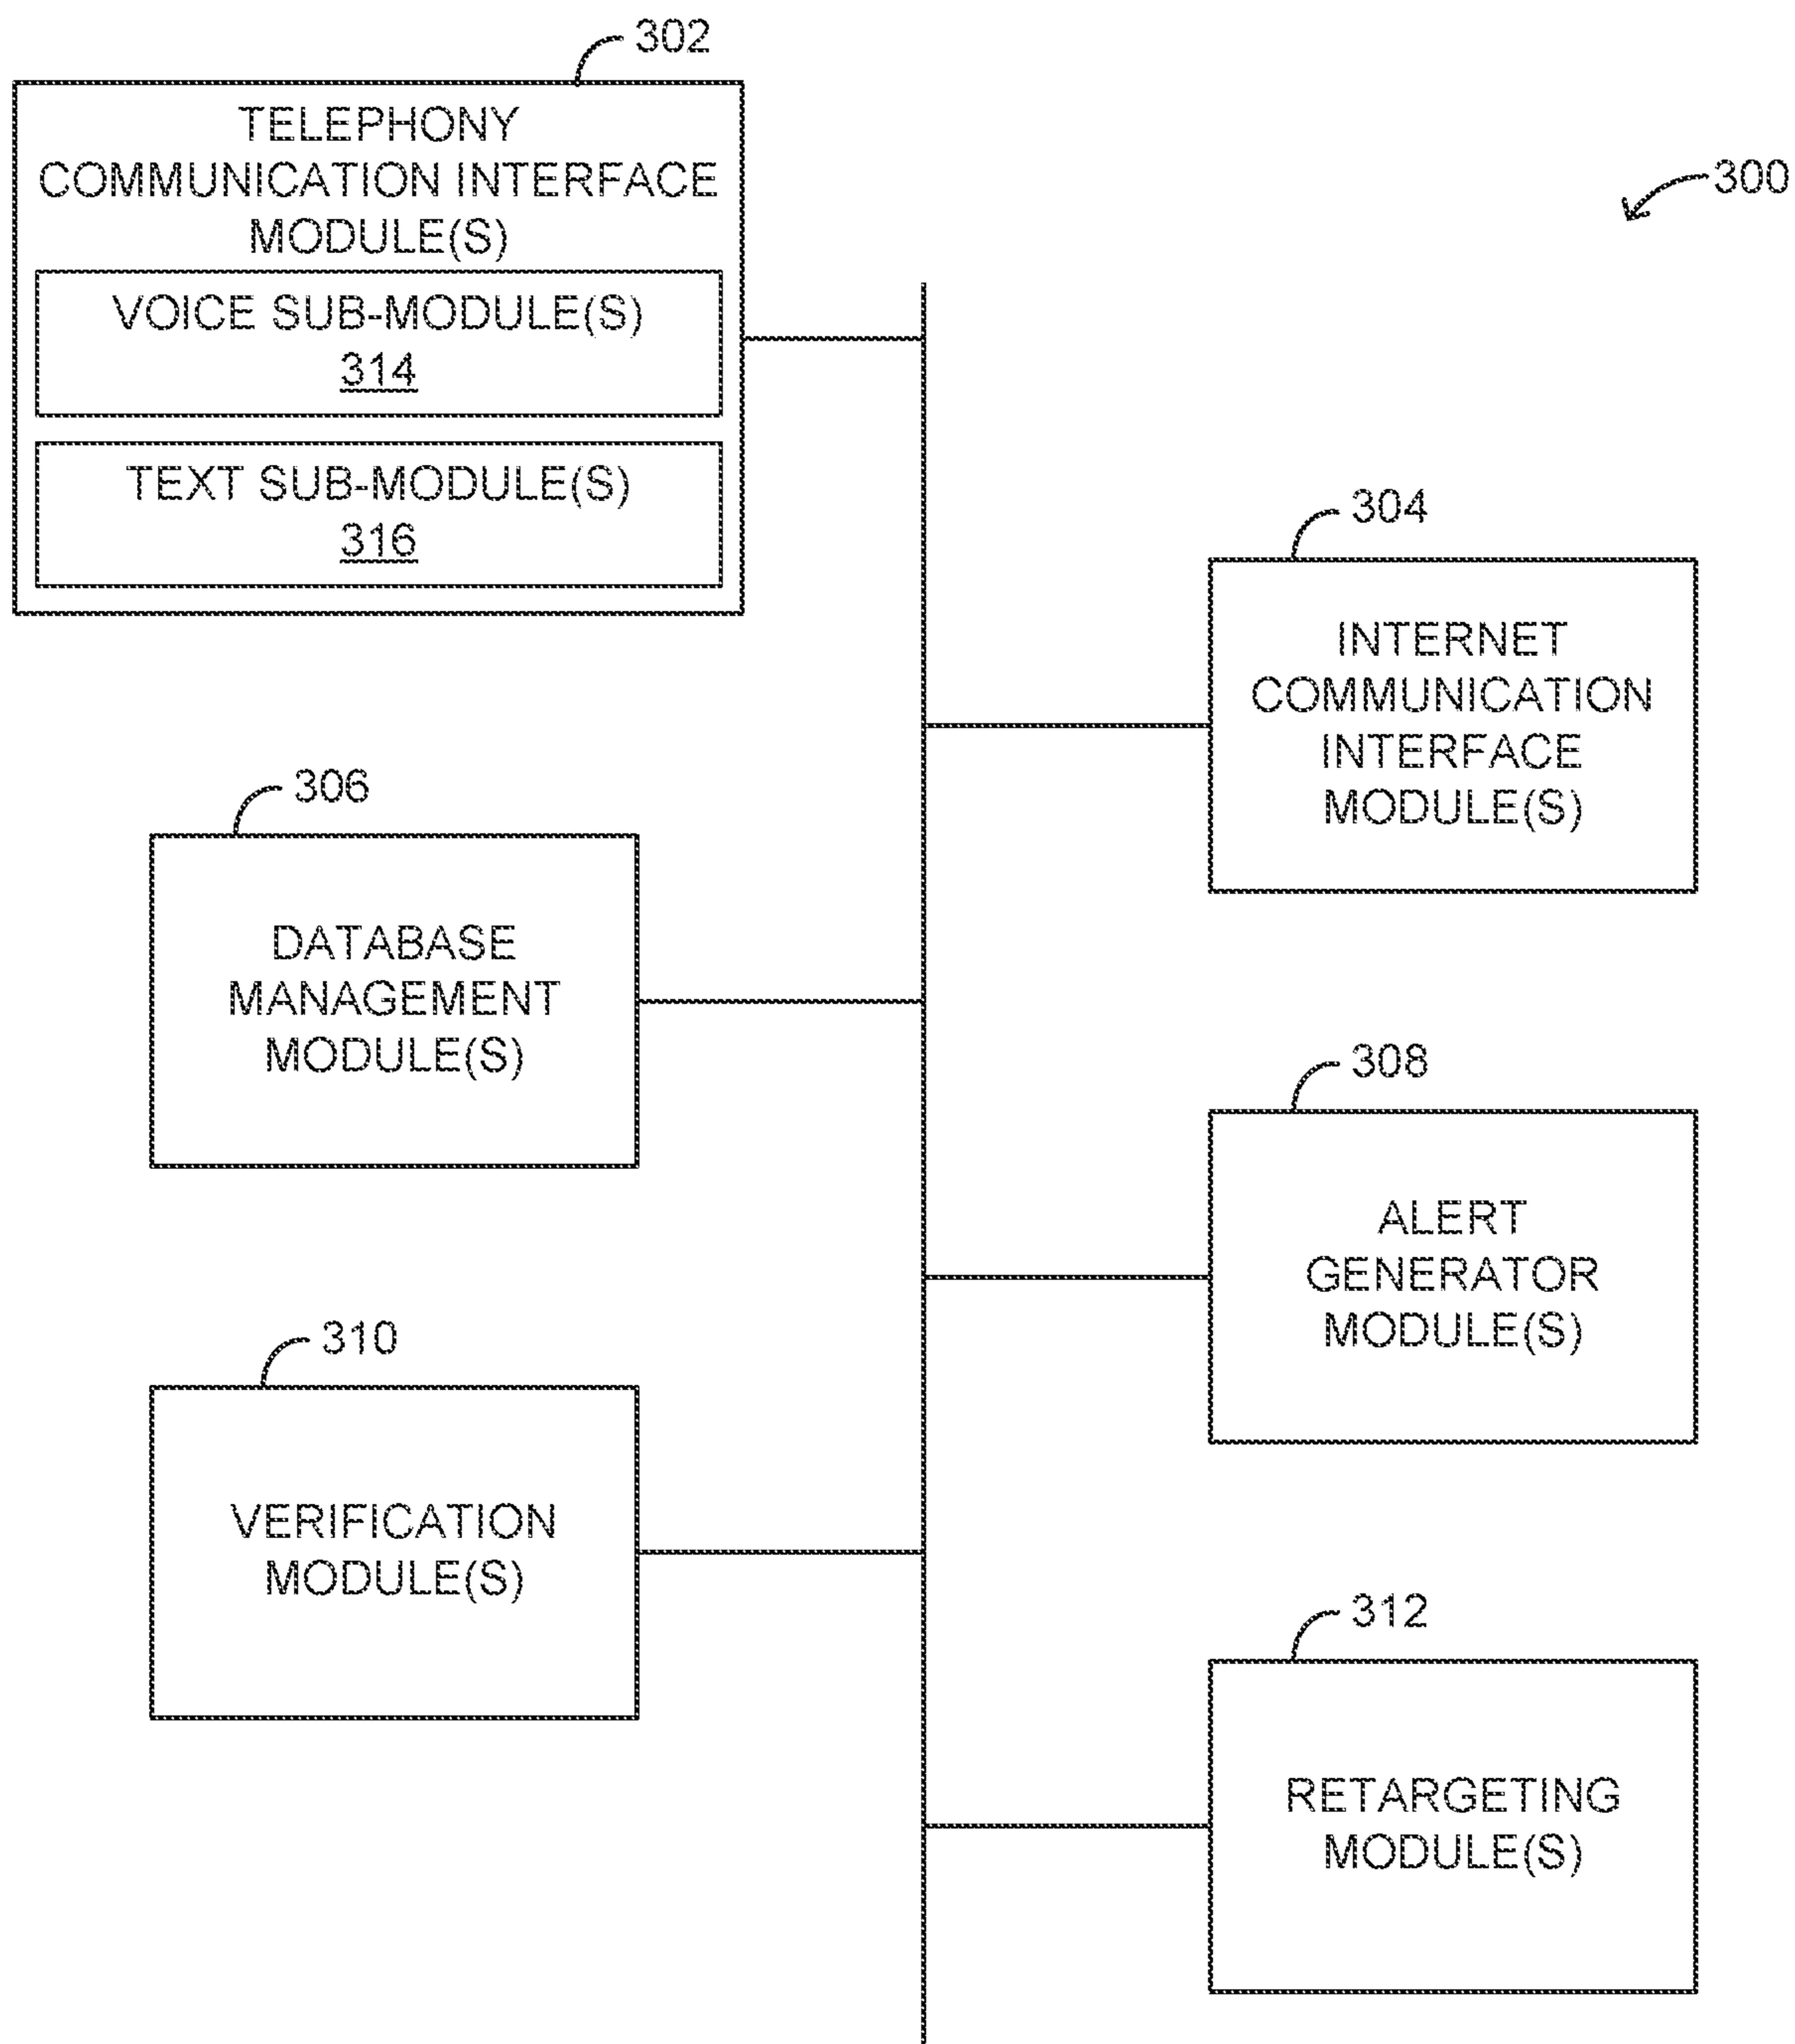 302
TELEPHONY
COMMUNICATION INTERFACE
MODULE(S)
VOICE SUB-MODULE(S)
314
TEXT SUB-MODULE(S)
316
300
304
INTERNET
COMMUNICATION
INTERFACE
MODULE(S)
306
DATABASE
MANAGEMENT
MODULE(S)
308
ALERT
GENERATOR
MODULE(S)
310
VERIFICATION
MODULE(S)
312
RETARGETING
MODULE(S)